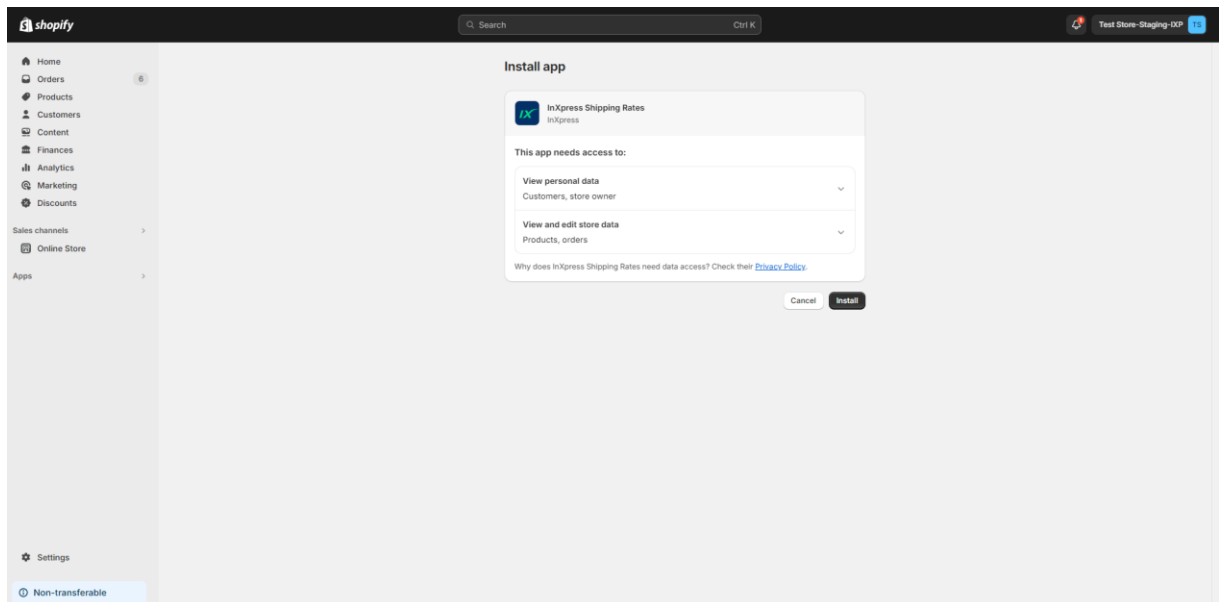 shopify
Search Ctrl K
Test Store-Staging-IXP TS
Home
Orders 6
Products
Customers
Content
Finances
Analytics
Marketing
Discounts
Sales channels
Online Store
Apps
Settings
Non-transferable
Install app
IX
InXpress Shipping Rates
InXpress
This app needs access to:
View personal data
Customers, store owner
View and edit store data
Products, orders
Why does InXpress Shipping Rates need data access? Check their Privacy Policy.
Cancel Install